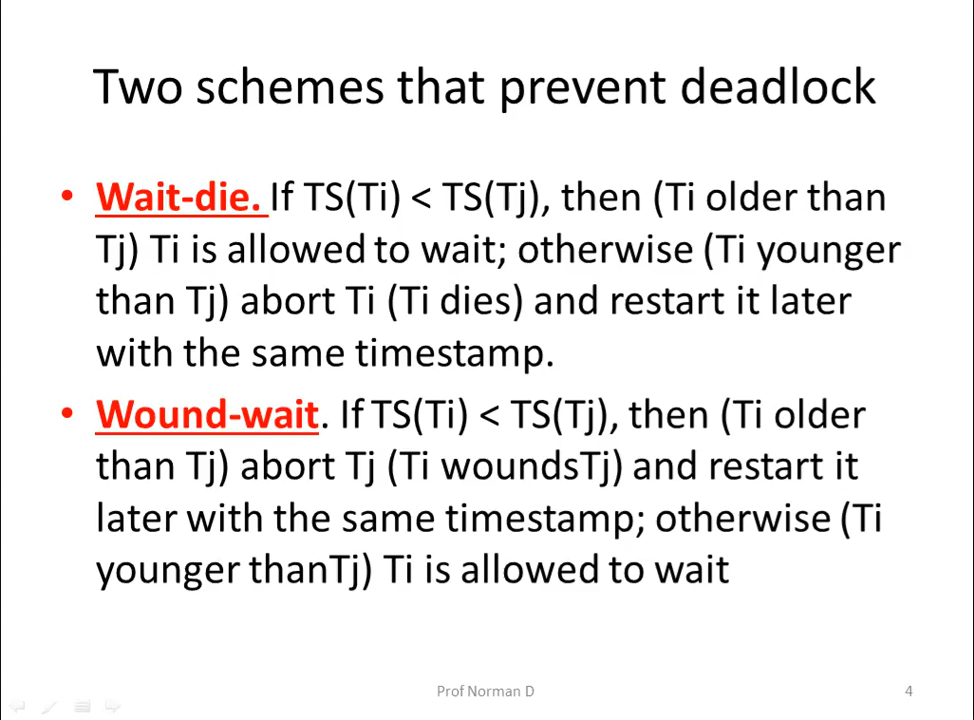 Two schemes that prevent deadlock
• Wait-die. If TS(Ti) < TS(Tj), then (Ti older than
Tj) Ti is allowed to wait; otherwise (Ti younger
than Tj) abort Ti (Ti dies) and restart it later
with the same timestamp.
• Wound-wait. If TS(Ti) < TS(Tj), then (Ti older
than Tj) abort Tj (Ti woundsTj) and restart it
later with the same timestamp; otherwise (Ti
younger thanTj) Ti is allowed to wait
Prof Norman D
4